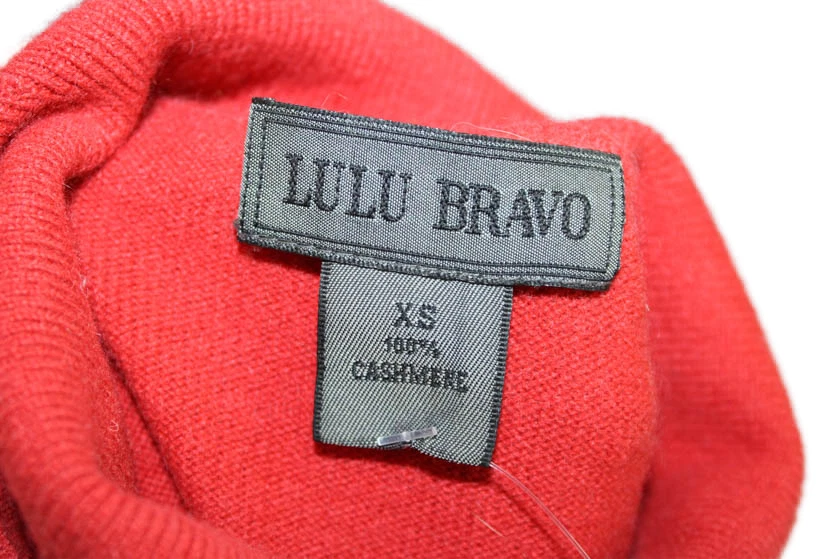 LULU BRAVO
XS
100%
CASHMERE